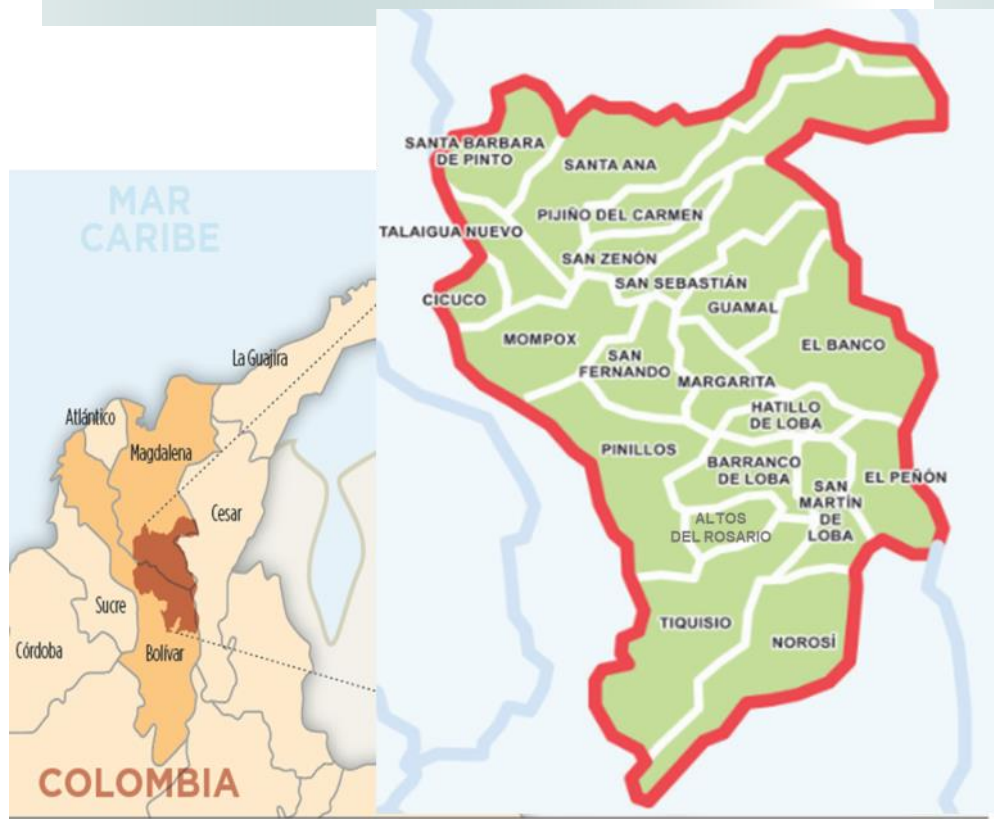 SANTA BÁRBARA
DE PINTO
SANTA ANA
PIJIÑO DEL CARMEN
TALAIGUA NUEVO
SAN ZENÓN
SAN SEBASTIÁN
CICUCO
GUAMAL
MOMPOX
EL BANCO
SAN
FERNANDO
MARGARITA
HATILLO
DE LOBA
PINILLOS
BARRANCO
DE LOBA
EL PEÑÓN
SAN
MARTÍN
DE
LOBA
ALTOS
DEL ROSARIO
TIQUISIO
NOROSÍ
MAR
CARIBE
La Guajira
Atlántico
Magdalena
Cesar
Sucre
Córdoba
Bolívar
COLOMBIA